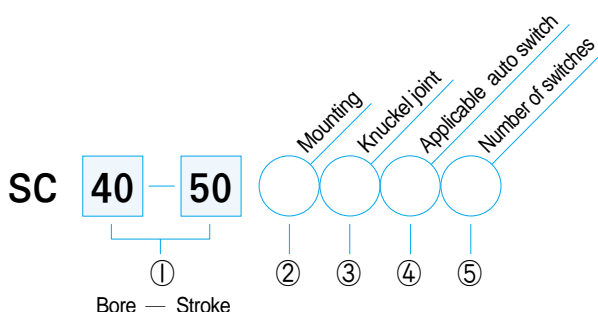 Mounting
Knuckel joint
Applicable auto switch
Number of switches
SC 40 — 50
① ② ③ ④ ⑤
Bore — Stroke